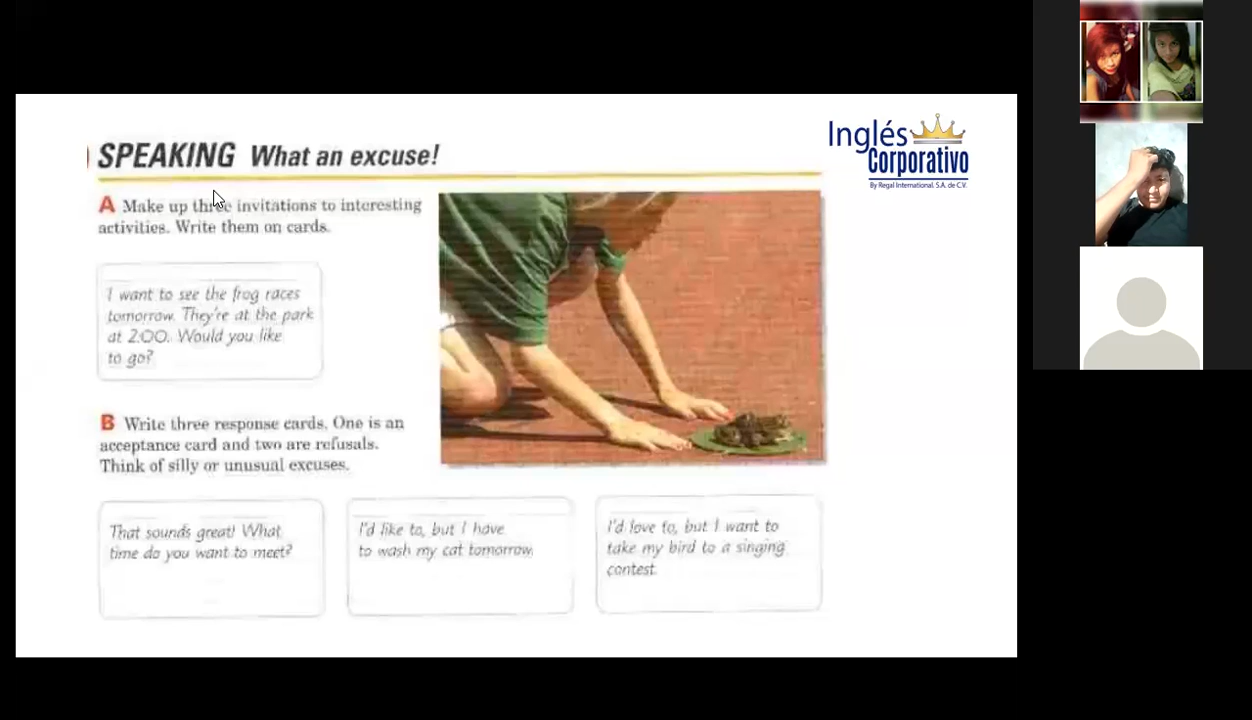 SPEAKING What an excuse!
Inglés
Corporativo
By Regal International. S.A. de C.V.
A Make up three invitations to interesting
activities. Write them on cards.
I want to see the frog races
tomorrow. They're at the park
at 2:00. Would you like
to go?
B Write three response cards. One is an
acceptance card and two are refusals.
Think of silly or unusual excuses.
That sounds great! What
time do you want to meet?
I'd like to, but I have
to wash my cat tomorrow.
I'd love to, but I want to
take my bird to a singing
contest.